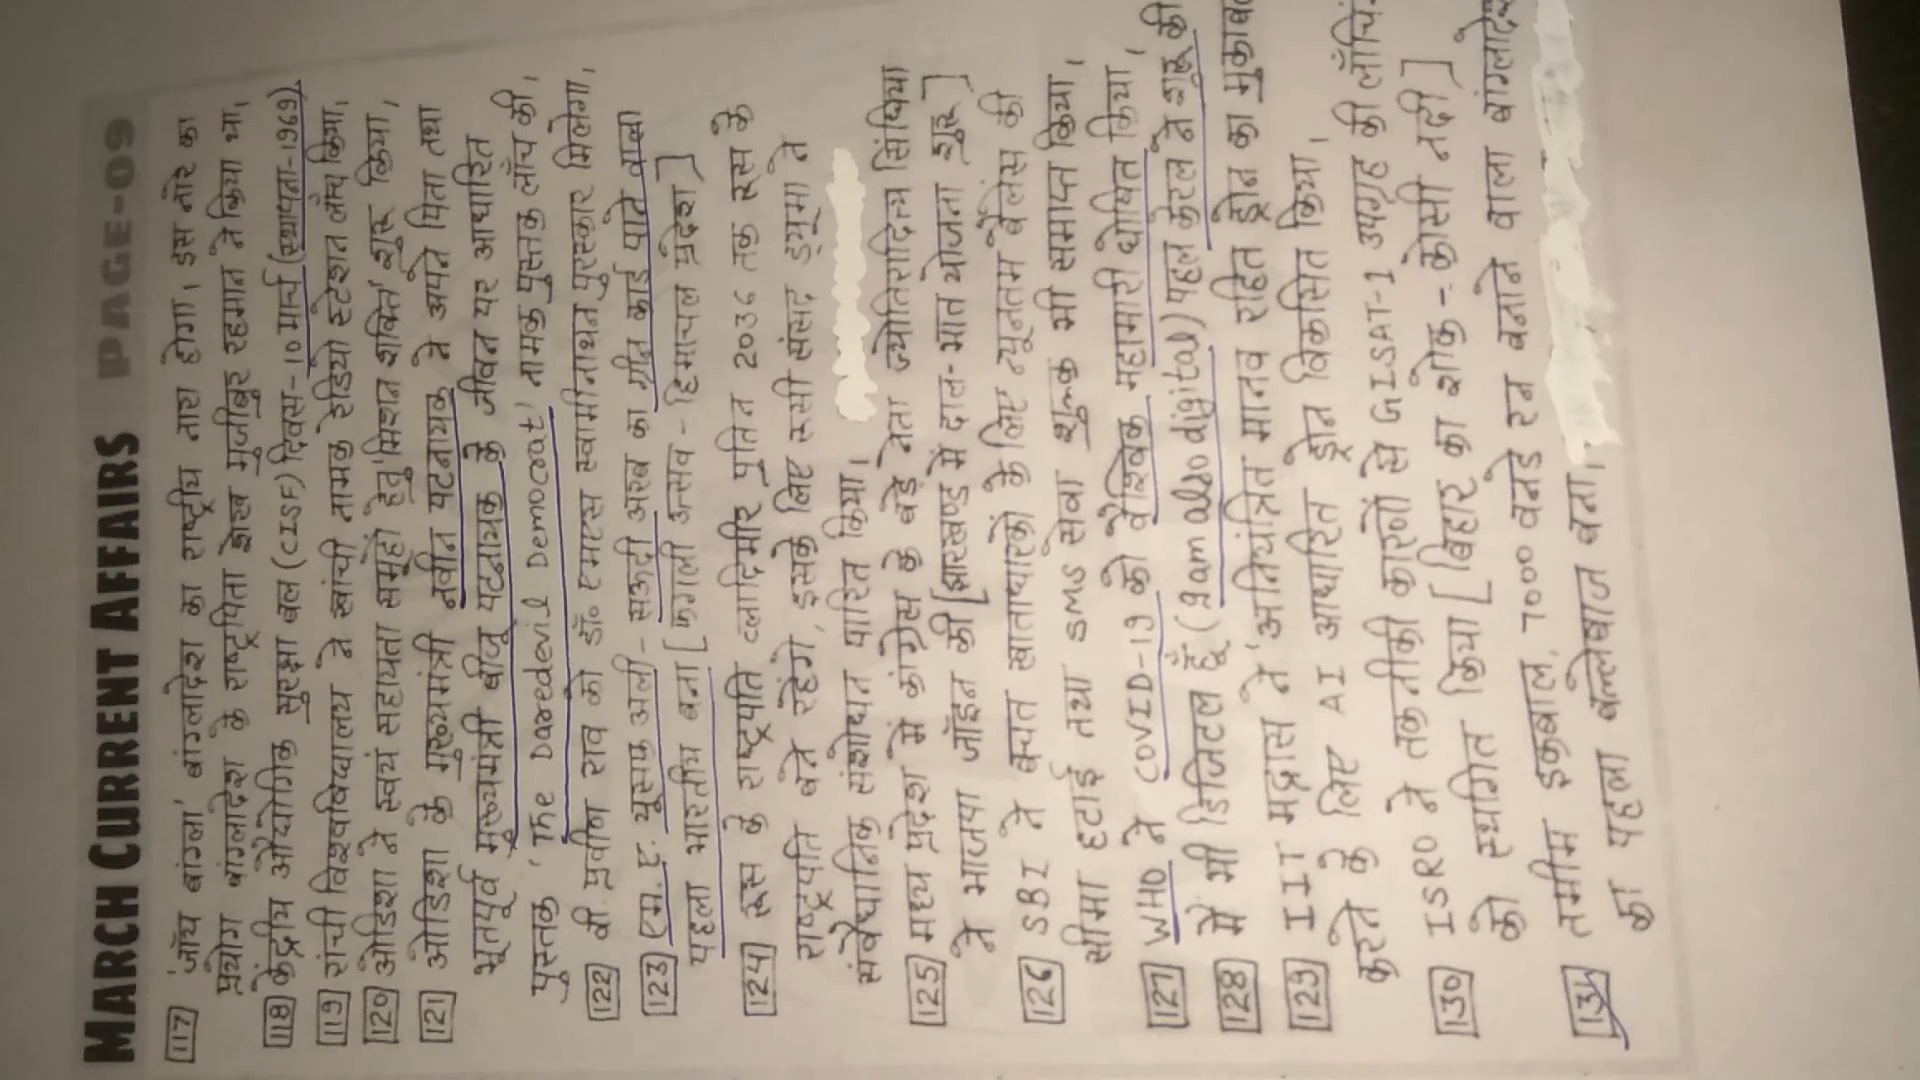 MARCH CURRENT AFFAIRS PAGE-09
117 'जॉय बांग्ला' बांग्लादेश का राष्ट्रीय नारा होगा। इस नारे का
प्रयोग बांग्लादेश के राष्ट्रपिता शेख मुजीबुर रहमान ने किया था।
118 केंद्रीय औद्योगिक सुरक्षा बल (CISF) दिवस-10 मार्च (स्थापना-1969)
119 रांची विश्वविद्यालय ने खांची नामक रेडियो स्टेशन लाँच किया,
120 ओडिशा ने स्वयं सहायता समूहों हेतु 'मिशन शक्ति' शुरू किया,
121 ओडिशा के मुख्यमंत्री नवीन पटनायक ने अपने पिता तथा
भूतपूर्व मुख्यमंत्री बीजू पटनायक के जीवन पर आधारित
पुस्तक 'The Daredevil Democrat' नामक पुस्तक लाँच की,
122 वी. प्रवीण राव को डॉ॰ एमएस स्वामीनाथन पुरस्कार मिलेगा,
123 एम. ए. यूसुफ अली - सऊदी अरब का ग्रीन कार्ड पाने वाला
पहला भारतीय बना [फगली उत्सव - हिमाचल प्रदेश]
124 रूस के राष्ट्रपति व्लादिमीर पुतिन 2036 तक रूस के
राष्ट्रपति बने रहेंगे, इसके लिए रूसी संसद ड्यूमा ने
संवैधानिक संशोधन पारित किया।
125 मध्य प्रदेश में कांग्रेस के बड़े नेता ज्योतिरादित्य सिंधिया
ने भाजपा जॉइन की [झारखण्ड में दाल-भात योजना शुरू]
126 SBI ने बचत खाताधारकों के लिए न्यूनतम बैलेंस की
सीमा हटाई तथा SMS सेवा शुल्क भी समाप्त किया,
127 WHO ने COVID-19 को वैश्विक महामारी घोषित किया,
128 में भी डिजिटल हूँ (I am also digital) पहल केरल ने शुरू की
129 IIT मद्रास ने 'अनियंत्रित मानव रहित ड्रोन का
करने के लिए AI आधारित ड्रोन विकसित किया,
130 ISRO ने तकनीकी कारणों से GISAT-1 उपग्रह की
को स्थगित किया [बिहार का शोक - कोसी नदी]
131 तमीम इकबाल, 7000 वनडे रन बनाने वाला
का पहला बल्लेबाज बना।